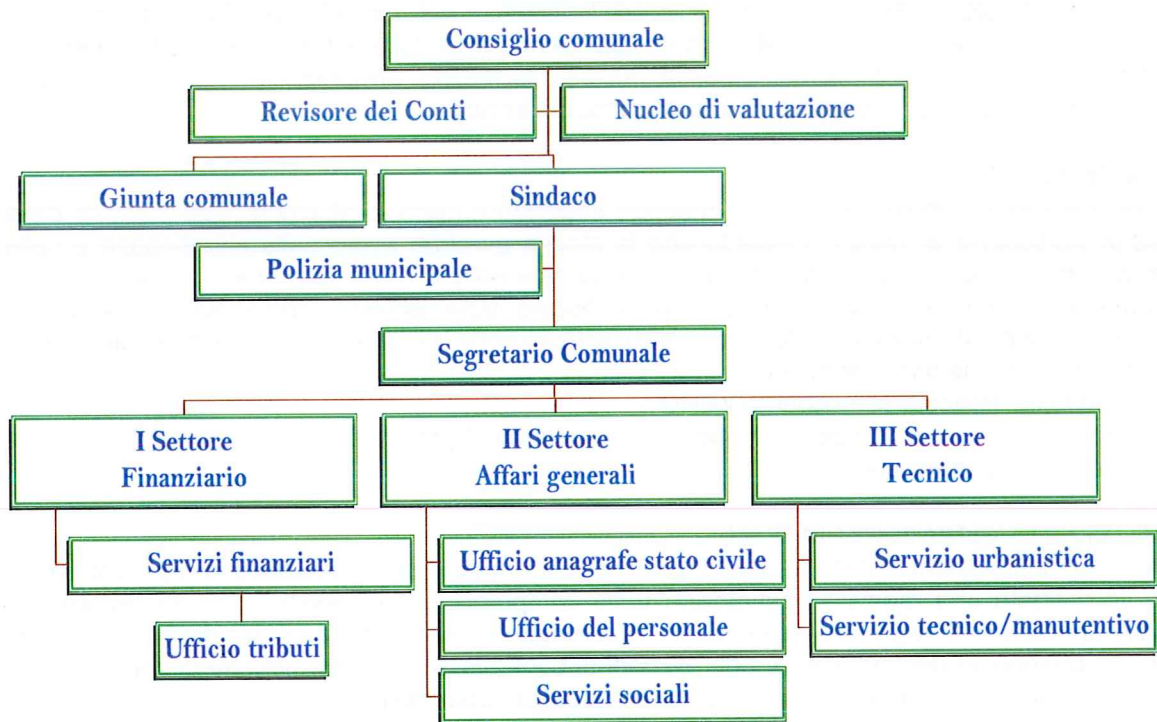 Consiglio comunale
Revisore dei Conti
Nucleo di valutazione
Giunta comunale
Sindaco
Polizia municipale
Segretario Comunale
I Settore
Finanziario
II Settore
Affari generali
III Settore
Tecnico
Servizi finanziari
Ufficio tributi
Ufficio anagrafe stato civile
Ufficio del personale
Servizi sociali
Servizio urbanistica
Servizio tecnico/manutentivo